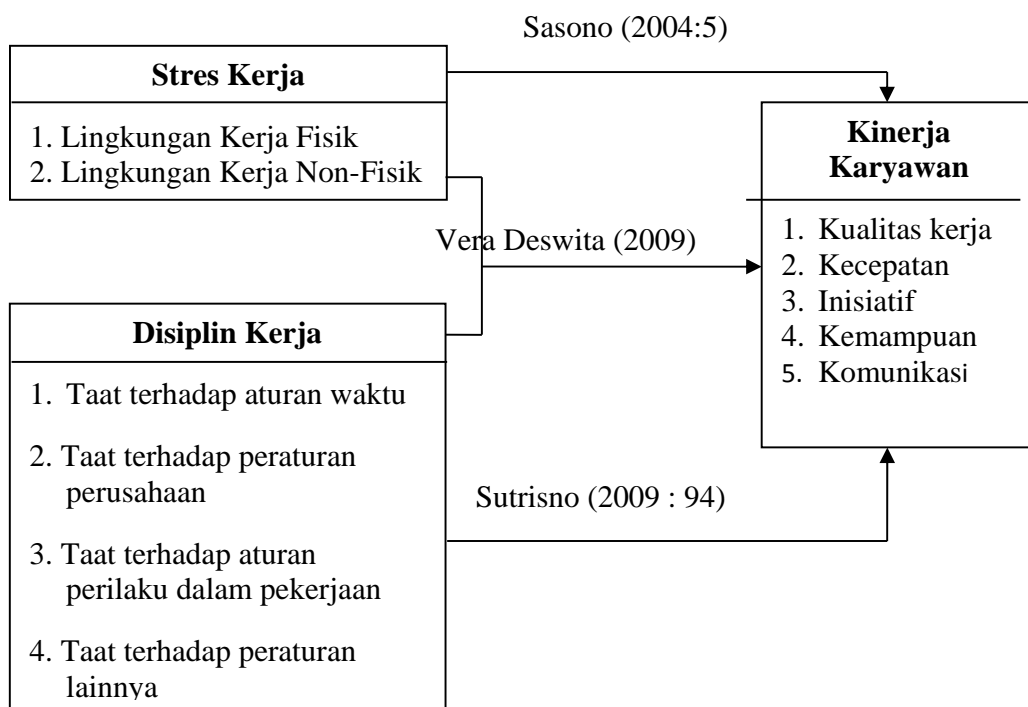 Sasono (2004:5)
Stres Kerja
1. Lingkungan Kerja Fisik
2. Lingkungan Kerja Non-Fisik
Kinerja
Karyawan
1. Kualitas kerja
2. Kecepatan
3. Inisiatif
4. Kemampuan
5. Komunikasi
Vera Deswita (2009)
Disiplin Kerja
1. Taat terhadap aturan waktu
2. Taat terhadap peraturan
perusahaan
3. Taat terhadap aturan
perilaku dalam pekerjaan
4. Taat terhadap peraturan
lainnya
Sutrisno (2009 : 94)